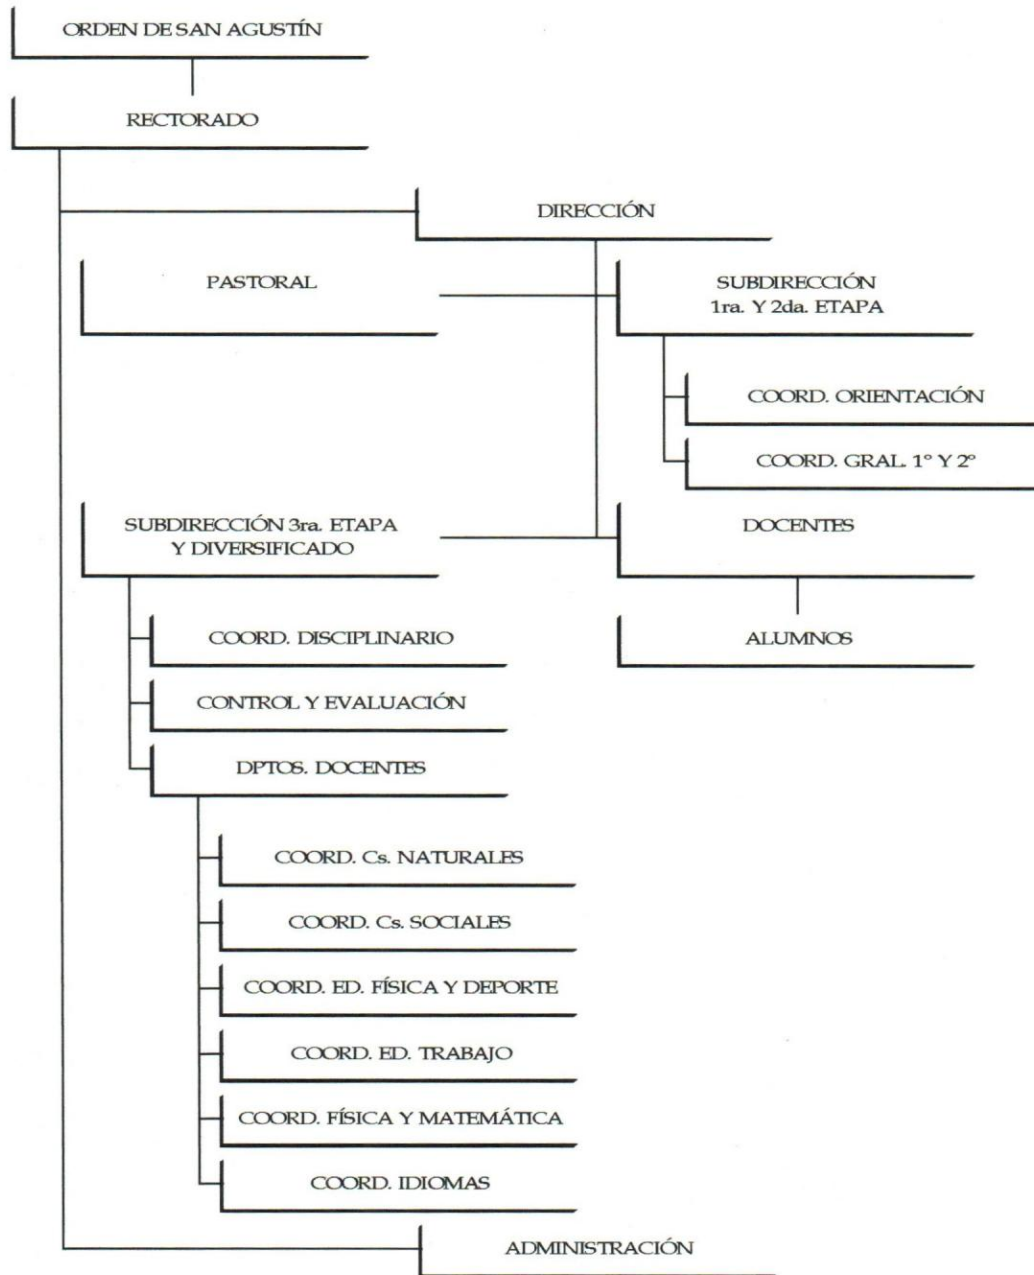 ORDEN DE SAN AGUSTÍN
RECTORADO
DIRECCIÓN
PASTORAL
SUBDIRECCIÓN
1ra. Y 2da. ETAPA
COORD. ORIENTACIÓN
COORD. GRAL. 1º Y 2º
SUBDIRECCIÓN 3ra. ETAPA
Y DIVERSIFICADO
DOCENTES
COORD. DISCIPLINARIO
ALUMNOS
CONTROL Y EVALUACIÓN
DPTOS. DOCENTES
COORD. Cs. NATURALES
COORD. Cs. SOCIALES
COORD. ED. FÍSICA Y DEPORTE
COORD. ED. TRABAJO
COORD. FÍSICA Y MATEMÁTICA
COORD. IDIOMAS
ADMINISTRACIÓN